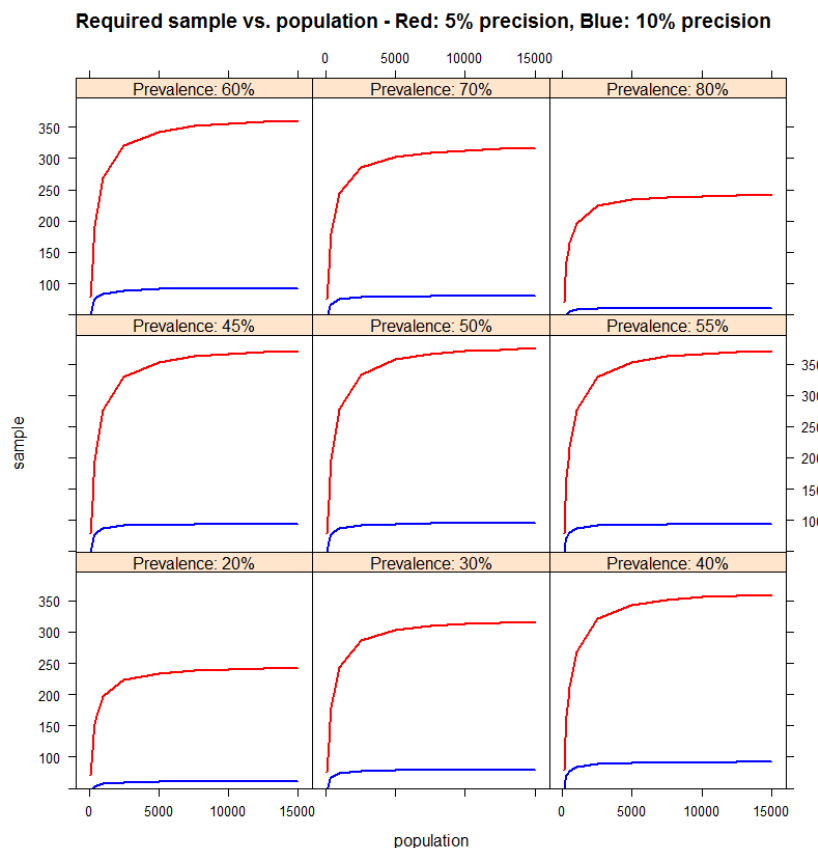 Required sample vs. population - Red: 5% precision, Blue: 10% precision
0 5000 10000 15000
Prevalence: 60% Prevalence: 70% Prevalence: 80%
350
300
250
200
150
100
Prevalence: 45% Prevalence: 50% Prevalence: 55%
350
300
250
200
150
100
sample
Prevalence: 20% Prevalence: 30% Prevalence: 40%
350
300
250
200
150
100
0 5000 10000 15000 0 5000 10000 15000
population